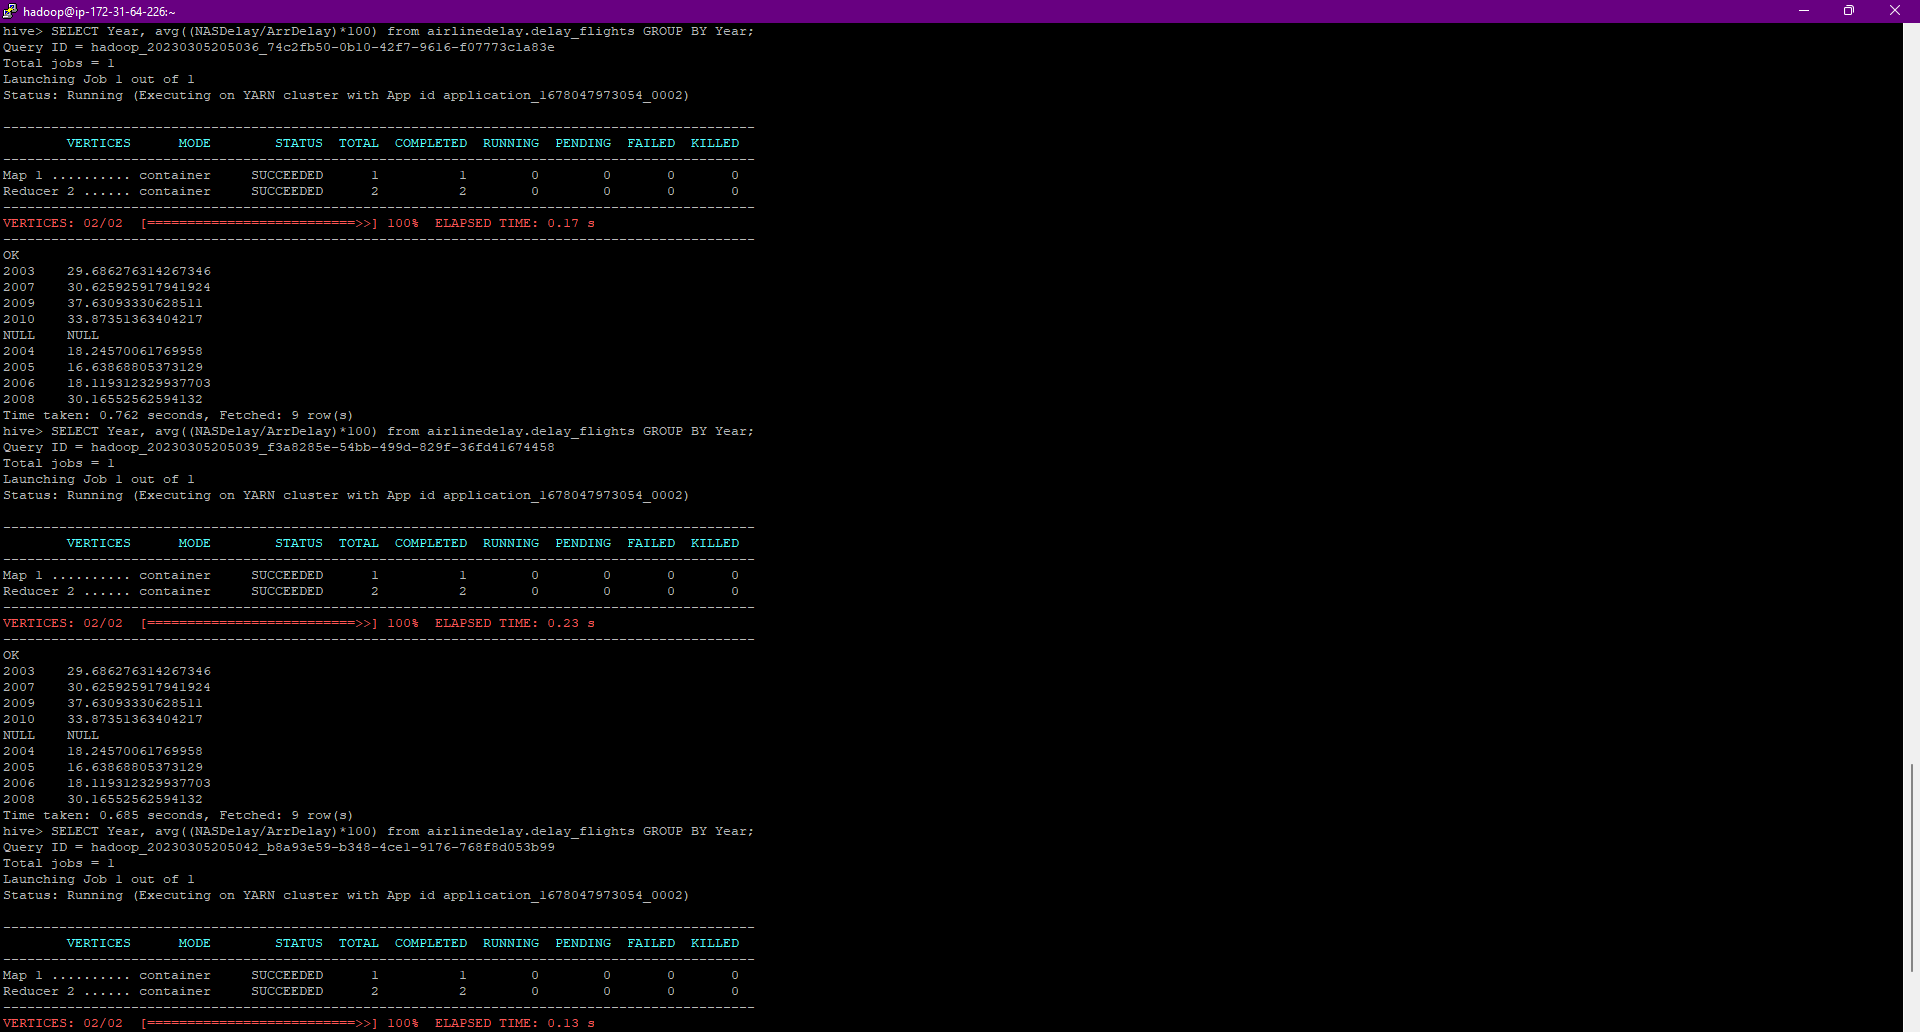 hadoop@ip-172-31-64-226:~
hive> SELECT Year, avg((NASDelay/ArrDelay)*100) from airlinedelay.delay_flights GROUP BY Year;
Query ID = hadoop_20230305205036_74c2fb50-0b10-42f7-9616-f07773c1a83e
Total jobs = 1
Launching Job 1 out of 1
Status: Running (Executing on YARN cluster with App id application_1678047973054_0002)
----------------------------------------------------------------------------------------------
        VERTICES      MODE        STATUS  TOTAL  COMPLETED  RUNNING  PENDING  FAILED  KILLED
----------------------------------------------------------------------------------------------
Map 1 .......... container     SUCCEEDED      1          1        0        0       0       0
Reducer 2 ...... container     SUCCEEDED      2          2        0        0       0       0
----------------------------------------------------------------------------------------------
VERTICES: 02/02  [==========================>>] 100%  ELAPSED TIME: 0.17 s
----------------------------------------------------------------------------------------------
OK
2003    29.686276314267346
2007    30.625925917941924
2009    37.63093330628511
2010    33.87351363404217
NULL    NULL
2004    18.24570061769958
2005    16.63868805373129
2006    18.119312329937703
2008    30.16552562594132
Time taken: 0.762 seconds, Fetched: 9 row(s)
hive> SELECT Year, avg((NASDelay/ArrDelay)*100) from airlinedelay.delay_flights GROUP BY Year;
Query ID = hadoop_20230305205039_f3a8285e-54bb-499d-829f-36fd41674458
Total jobs = 1
Launching Job 1 out of 1
Status: Running (Executing on YARN cluster with App id application_1678047973054_0002)
----------------------------------------------------------------------------------------------
        VERTICES      MODE        STATUS  TOTAL  COMPLETED  RUNNING  PENDING  FAILED  KILLED
----------------------------------------------------------------------------------------------
Map 1 .......... container     SUCCEEDED      1          1        0        0       0       0
Reducer 2 ...... container     SUCCEEDED      2          2        0        0       0       0
----------------------------------------------------------------------------------------------
VERTICES: 02/02  [==========================>>] 100%  ELAPSED TIME: 0.23 s
----------------------------------------------------------------------------------------------
OK
2003    29.686276314267346
2007    30.625925917941924
2009    37.63093330628511
2010    33.87351363404217
NULL    NULL
2004    18.24570061769958
2005    16.63868805373129
2006    18.119312329937703
2008    30.16552562594132
Time taken: 0.685 seconds, Fetched: 9 row(s)
hive> SELECT Year, avg((NASDelay/ArrDelay)*100) from airlinedelay.delay_flights GROUP BY Year;
Query ID = hadoop_20230305205042_b8a93e59-b348-4ce1-9176-768f8d053b99
Total jobs = 1
Launching Job 1 out of 1
Status: Running (Executing on YARN cluster with App id application_1678047973054_0002)
----------------------------------------------------------------------------------------------
        VERTICES      MODE        STATUS  TOTAL  COMPLETED  RUNNING  PENDING  FAILED  KILLED
----------------------------------------------------------------------------------------------
Map 1 .......... container     SUCCEEDED      1          1        0        0       0       0
Reducer 2 ...... container     SUCCEEDED      2          2        0        0       0       0
----------------------------------------------------------------------------------------------
VERTICES: 02/02  [==========================>>] 100%  ELAPSED TIME: 0.13 s